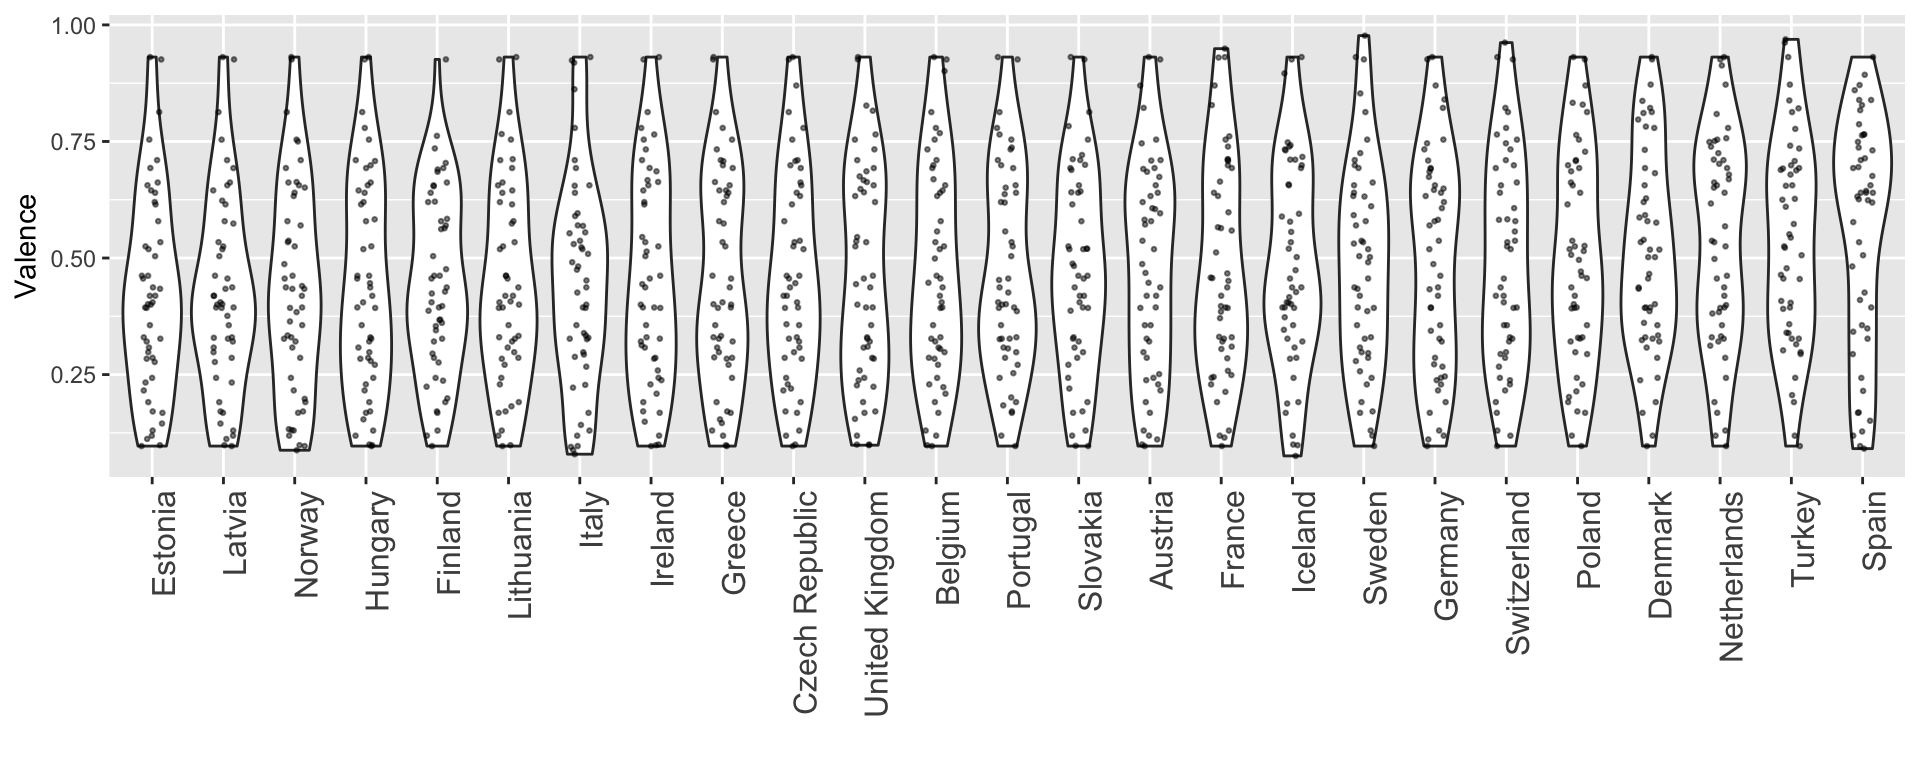 Valence
1.00
0.75
0.50
0.25
Estonia
Latvia
Norway
Hungary
Finland
Lithuania
Italy
Ireland
Greece
Czech Republic
United Kingdom
Belgium
Portugal
Slovakia
Austria
France
Iceland
Sweden
Germany
Switzerland
Poland
Denmark
Netherlands
Turkey
Spain